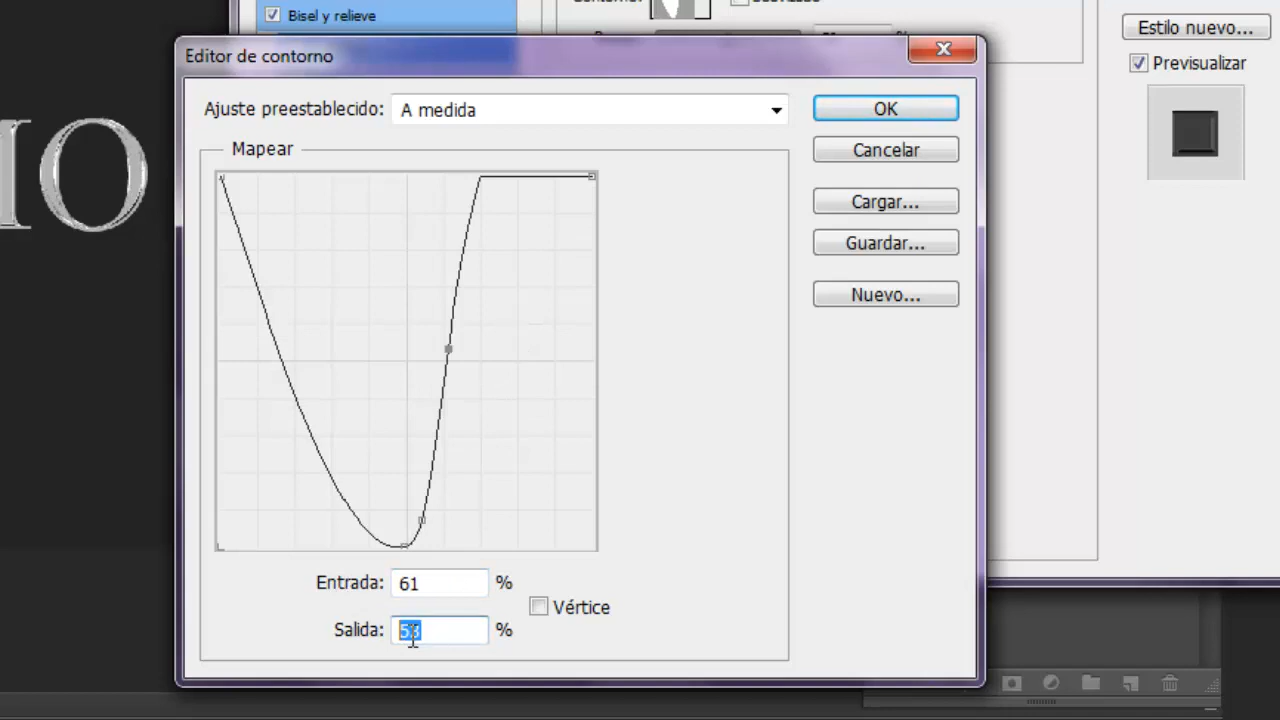 Bisel y relieve
Estilo nuevo...
Previsualizar
Editor de contorno
IO
Ajuste preestablecido: A medida
OK
Mapear
Cancelar
Cargar...
Guardar...
Nuevo...
Entrada: 61 %
Vértice
Salida: 53 %